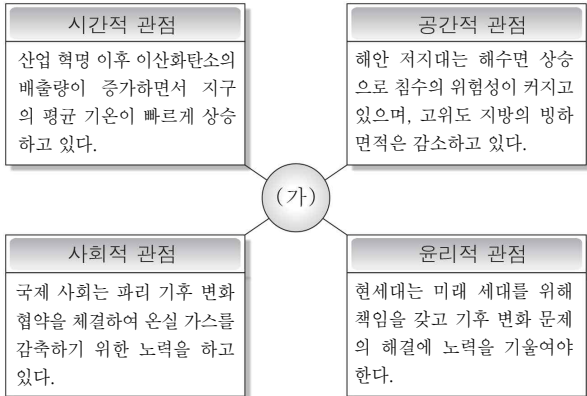 시간적 관점
산업 혁명 이후 이산화탄소의
배출량이 증가하면서 지구
의 평균 기온이 빠르게 상승
하고 있다.
공간적 관점
해안 저지대는 해수면 상승
으로 침수의 위험성이 커지고
있으며, 고위도 지방의 빙하
면적은 감소하고 있다.
(가)
사회적 관점
국제 사회는 파리 기후 변화
협약을 체결하여 온실 가스를
감축하기 위한 노력을 하고
있다.
윤리적 관점
현세대는 미래 세대를 위해
책임을 갖고 기후 변화 문제
의 해결에 노력을 기울여야
한다.